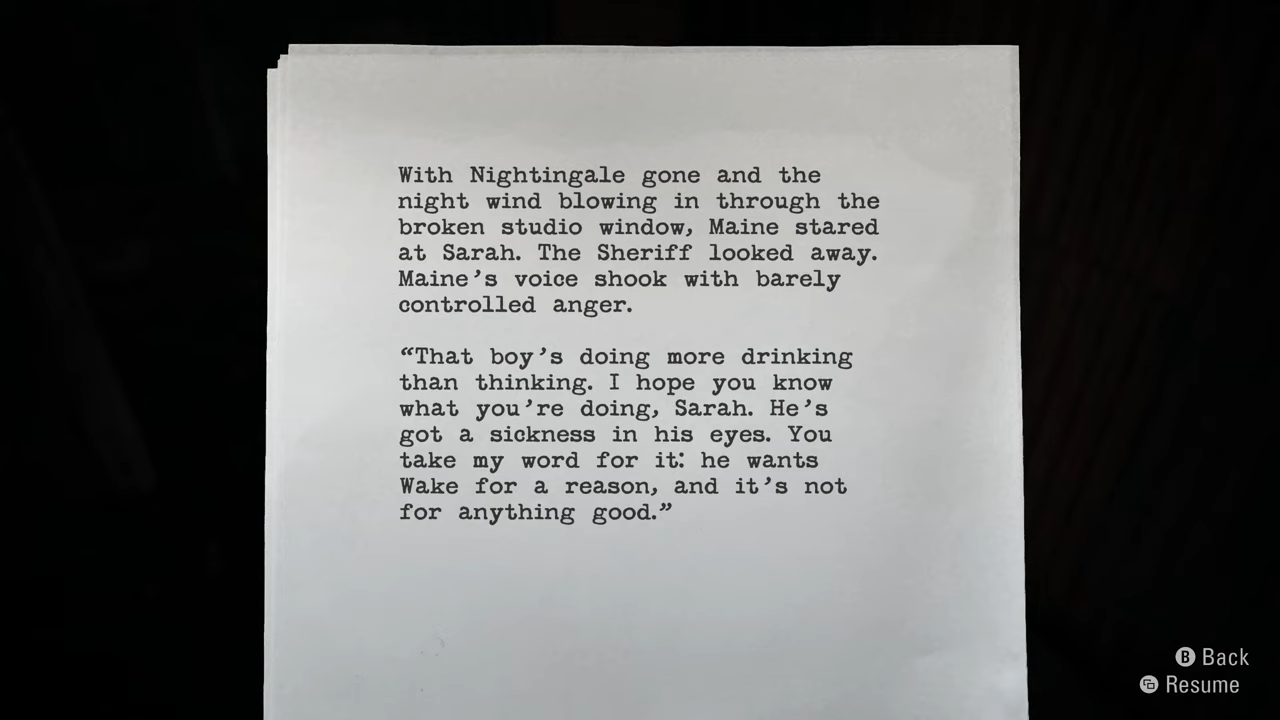 With Nightingale gone and the
night wind blowing in through the
broken studio window, Maine stared
at Sarah. The Sheriff looked away.
Maine’s voice shook with barely
controlled anger.
“That boy’s doing more drinking
than thinking. I hope you know
what you’re doing, Sarah. He’s
got a sickness in his eyes. You
take my word for it: he wants
Wake for a reason, and it’s not
for anything good.”
B Back
Resume